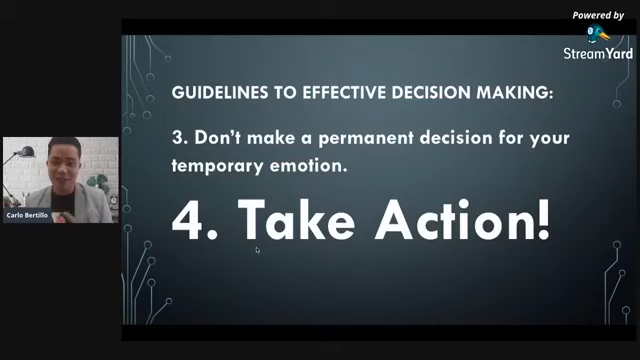 Powered by
StreamYard
GUIDELINES TO EFFECTIVE DECISION MAKING:
3. Don't make a permanent decision for your
temporary emotion.
4. Take Action!
Carlo Bertillo